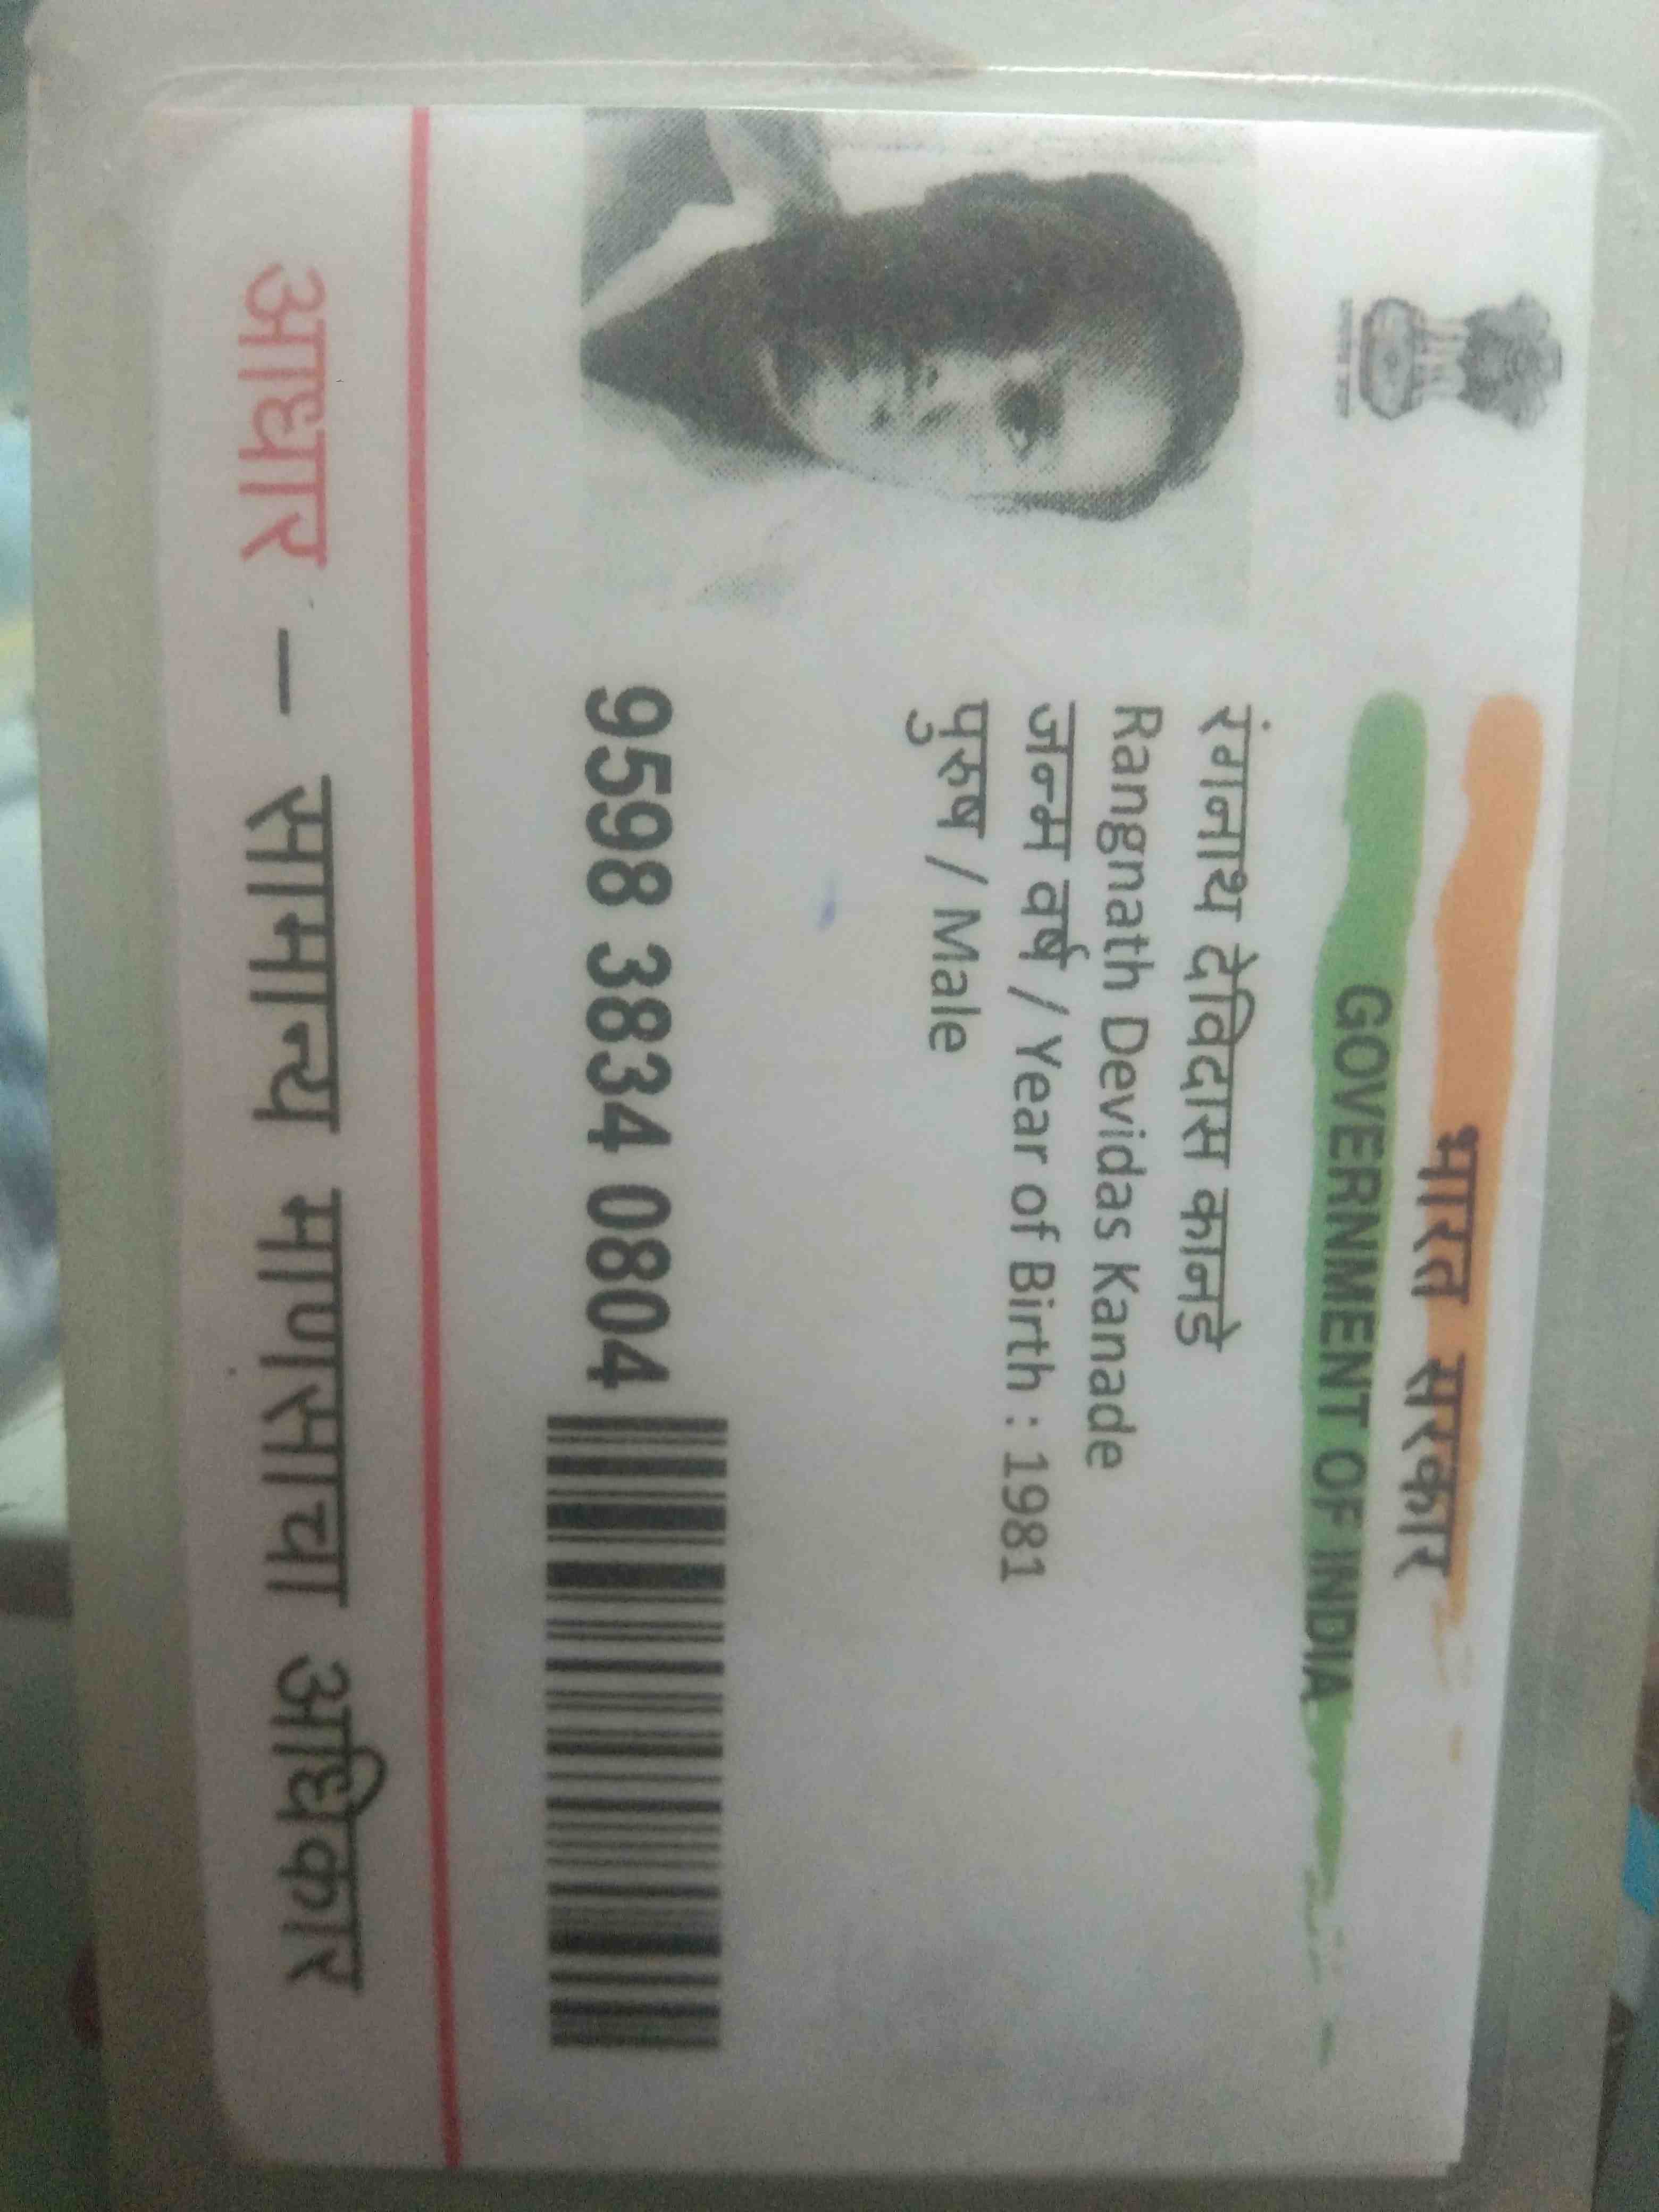 भारत सरकार
GOVERNMENT OF INDIA
रंगनाथ देविदास कानडे
Rangnath Devidas Kanade
जन्म वर्ष / Year of Birth : 1981
पुरुष / Male
9598 3834 0804
आधार – सामान्य माणसाचा अधिकार